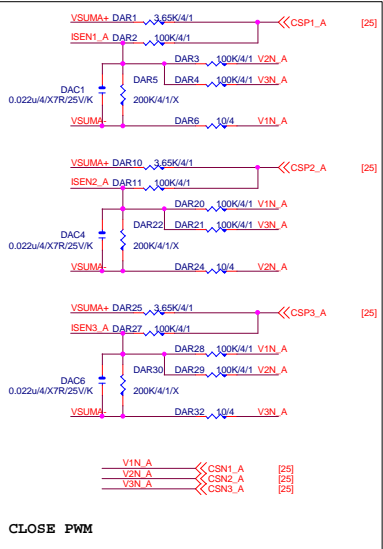 VSUMA+ DAR1 3.65K/4/1 CSP1_A [25]
ISEN1_A DAR2 100K/4/1
DAR3 100K/4/1 V2N_A
DAC1 DAR5 DAR4 100K/4/1 V3N_A
0.022u/4/X7R/25V/K 200K/4/1/X
VSUMA- DAR6 10/4 V1N_A
VSUMA+ DAR10 3.65K/4/1 CSP2_A [25]
ISEN2_A DAR11 100K/4/1
DAR20 100K/4/1 V1N_A
DAC4 DAR22 DAR21 100K/4/1 V3N_A
0.022u/4/X7R/25V/K 200K/4/1/X
VSUMA- DAR24 10/4 V2N_A
VSUMA+ DAR25 3.65K/4/1 CSP3_A [25]
ISEN3_A DAR27 100K/4/1
DAR28 100K/4/1 V1N_A
DAC6 DAR30 DAR29 100K/4/1 V2N_A
0.022u/4/X7R/25V/K 200K/4/1/X
VSUMA- DAR32 10/4 V3N_A
V1N_A CSN1_A [25]
V2N_A CSN2_A [25]
V3N_A CSN3_A [25]
CLOSE PWM